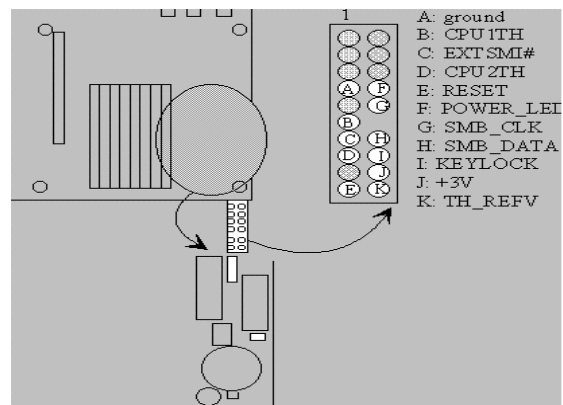 1
A: ground
B: CPU1TH
C: EXTSMI#
D: CPU2TH
E: RESET
F: POWER_LED
G: SMB_CLK
H: SMB_DATA
I: KEYLOCK
J: +3V
K: TH_REFV
A F
G
B
C H
D I
J
E K